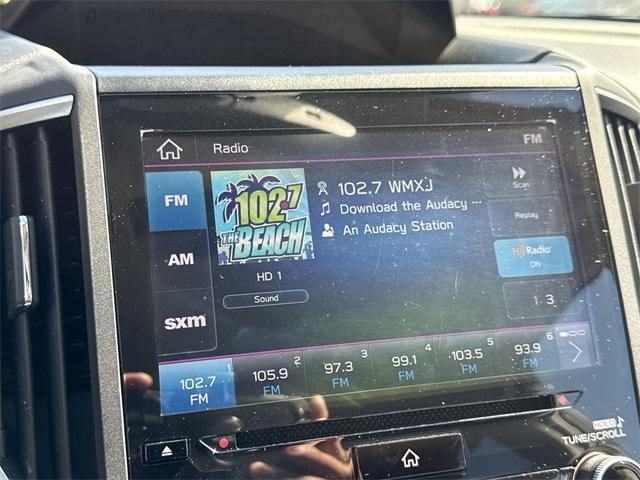 Radio
FM
FM
AM
sxm
102.7
THE BEACH
102.7 WMXJ
Download the Audacy ...
An Audacy Station
HD 1
Sound
Scan
Replay
HD Radio
ON
1 3
1 2 3 4 5 6
102.7 105.9 97.3 99.1 103.5 93.9
FM FM FM FM FM FM
HOLD
TUNE/SCROLL